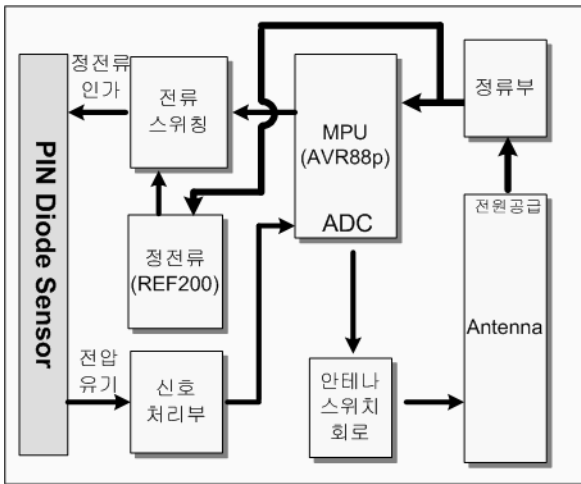 정전류
인가
전류
스위칭
MPU
(AVR88p)
ADC
정류부
PIN Diode Sensor
정전류
(REF200)
전원공급
Antenna
전압
유기
신호
처리부
안테나
스위치
회로